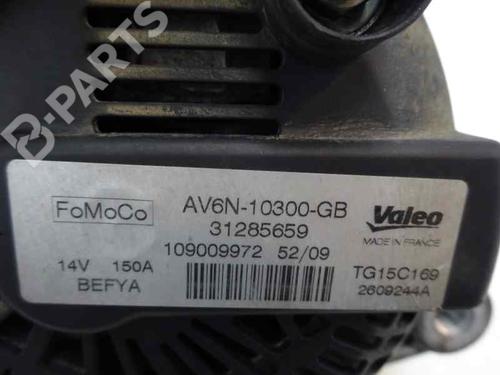 B-PARTS
FoMoCo
AV6N-10300-GB
31285659
109009972 52/09
14V 150A
BEFYA
Valeo
MADE IN FRANCE
TG15C169
2609244A